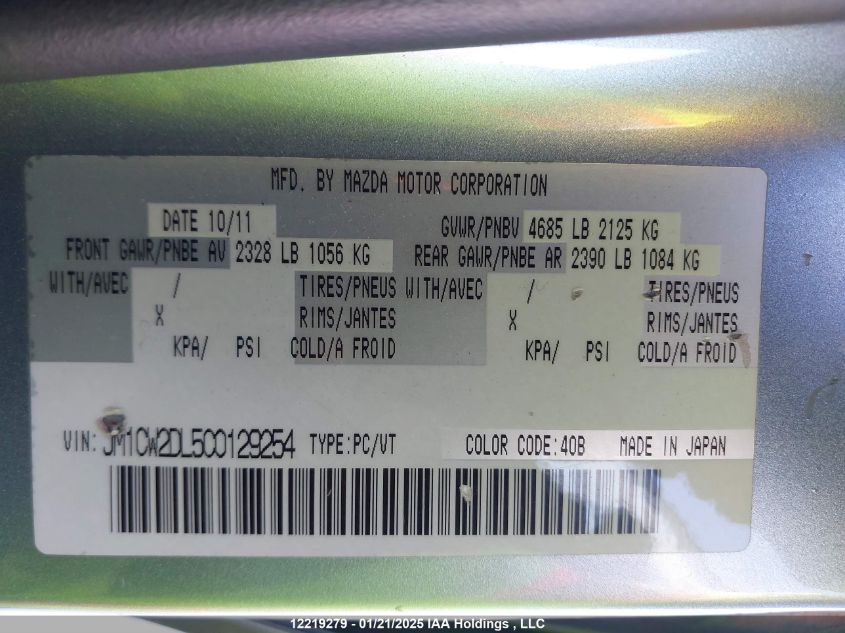 MFD. BY MAZDA MOTOR CORPORATION
DATE 10/11 GVWR/PNBV 4685 LB 2125 KG
FRONT GAWR/PNBE AV 2328 LB 1056 KG REAR GAWR/PNBE AR 2390 LB 1084 KG
WITH/AVEC / TIRES/PNEUS WITH/AVEC / TIRES/PNEUS
X RIMS/JANTES X RIMS/JANTES
KPA/ PSI COLD/A FROID KPA/ PSI COLD/A FROID
VIN: JM1CW2DL5C0129254 TYPE:PC/VT COLOR CODE:40B MADE IN JAPAN
12219279 - 01/21/2025 IAA Holdings , LLC